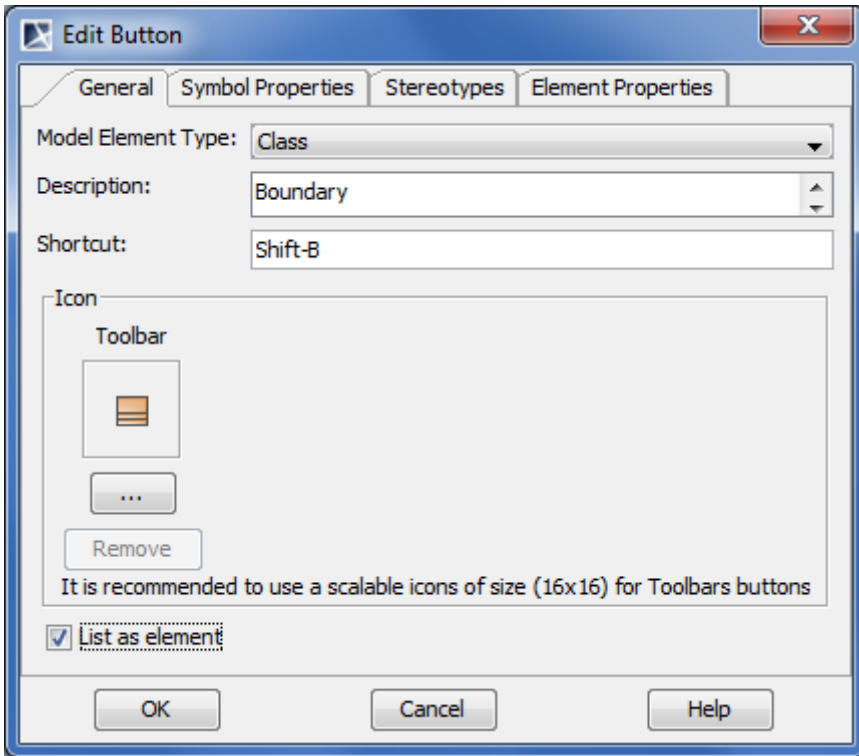 Edit Button
General Symbol Properties Stereotypes Element Properties
Model Element Type: Class
Description: Boundary
Shortcut: Shift-B
Icon
Toolbar
...
Remove
It is recommended to use a scalable icons of size (16x16) for Toolbars buttons
List as element
OK Cancel Help